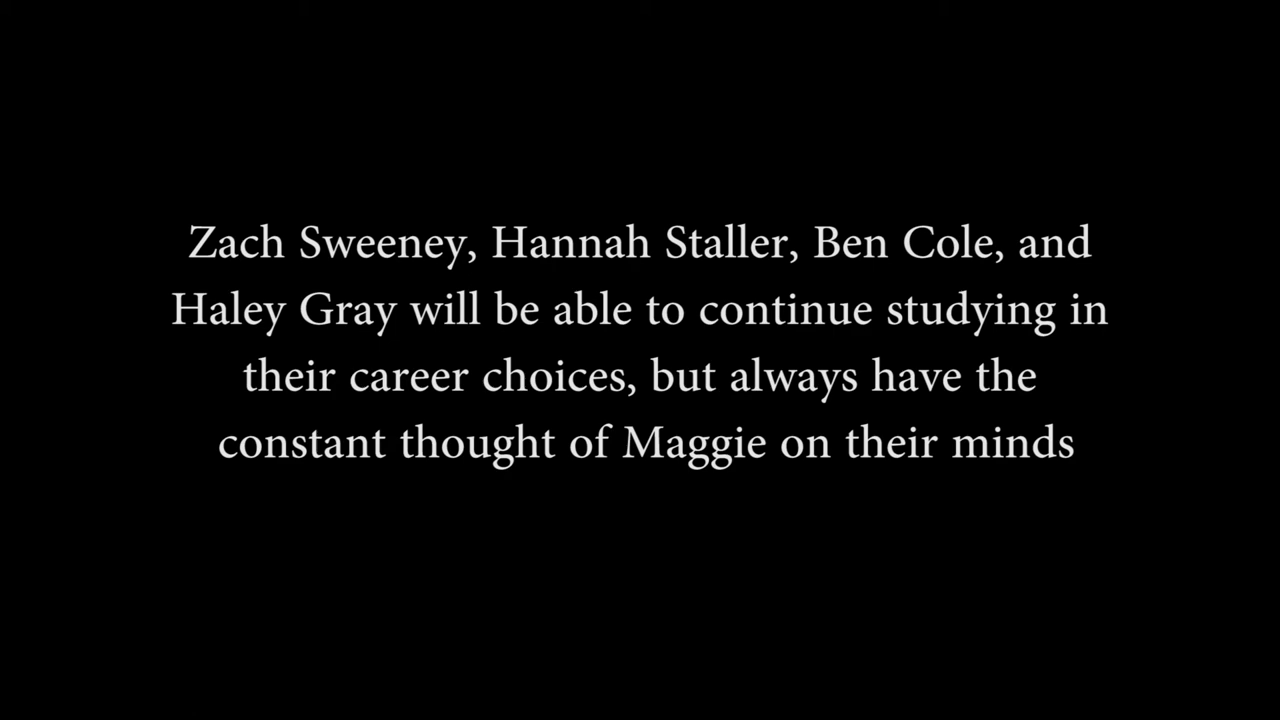 Zach Sweeney, Hannah Staller, Ben Cole, and
Haley Gray will be able to continue studying in
their career choices, but always have the
constant thought of Maggie on their minds